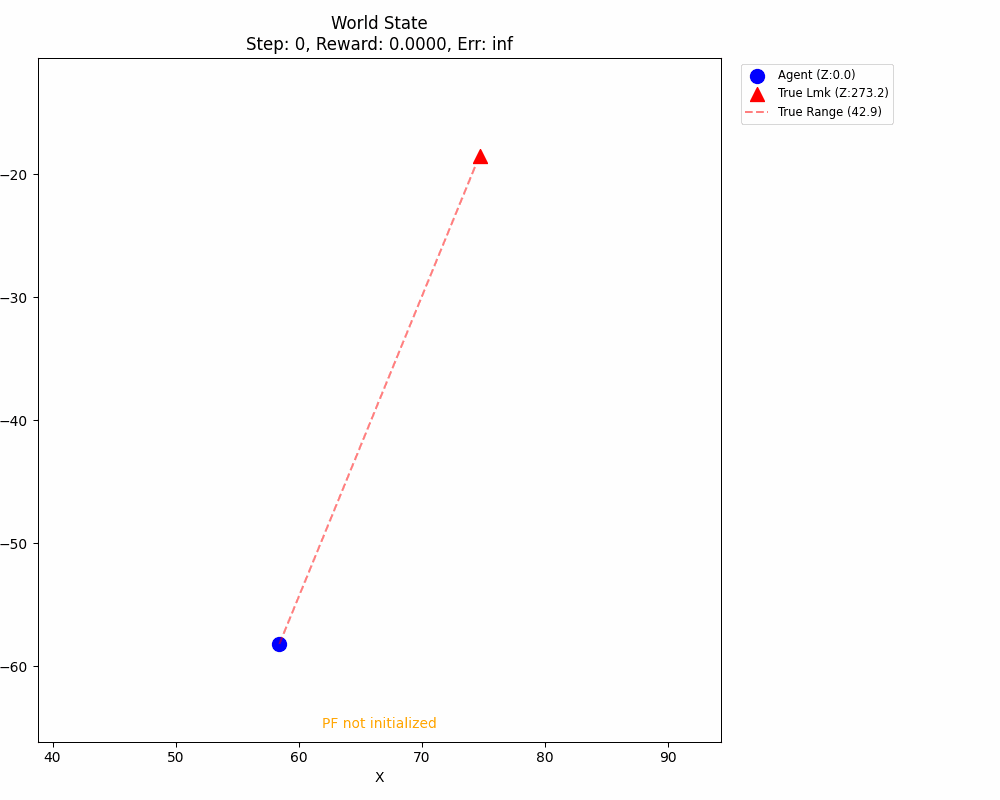 World State
Step: 0, Reward: 0.0000, Err: inf
Agent (Z:0.0)
True Lmk (Z:273.2)
True Range (42.9)
−20
−30
−40
−50
−60
PF not initialized
40 50 60 70 80 90
X